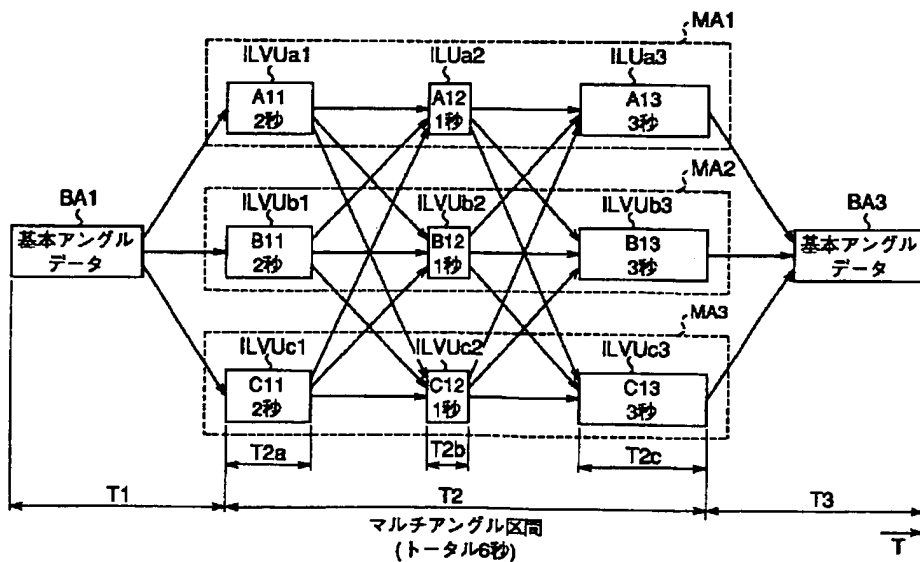 MA1
ILVUa1
ILUa2
ILUa3
A11
2秒
A12
1秒
A13
3秒
MA2
BA1
ILVUb1
ILVUb2
ILVUb3
BA3
基本アングル
データ
B11
2秒
B12
1秒
B13
3秒
基本アングル
データ
MA3
ILVUc1
ILVUc2
ILVUc3
C11
2秒
C12
1秒
C13
3秒
T2a
T2b
T2c
T1
T2
T3
マルチアングル区間
(トータル6秒)
T